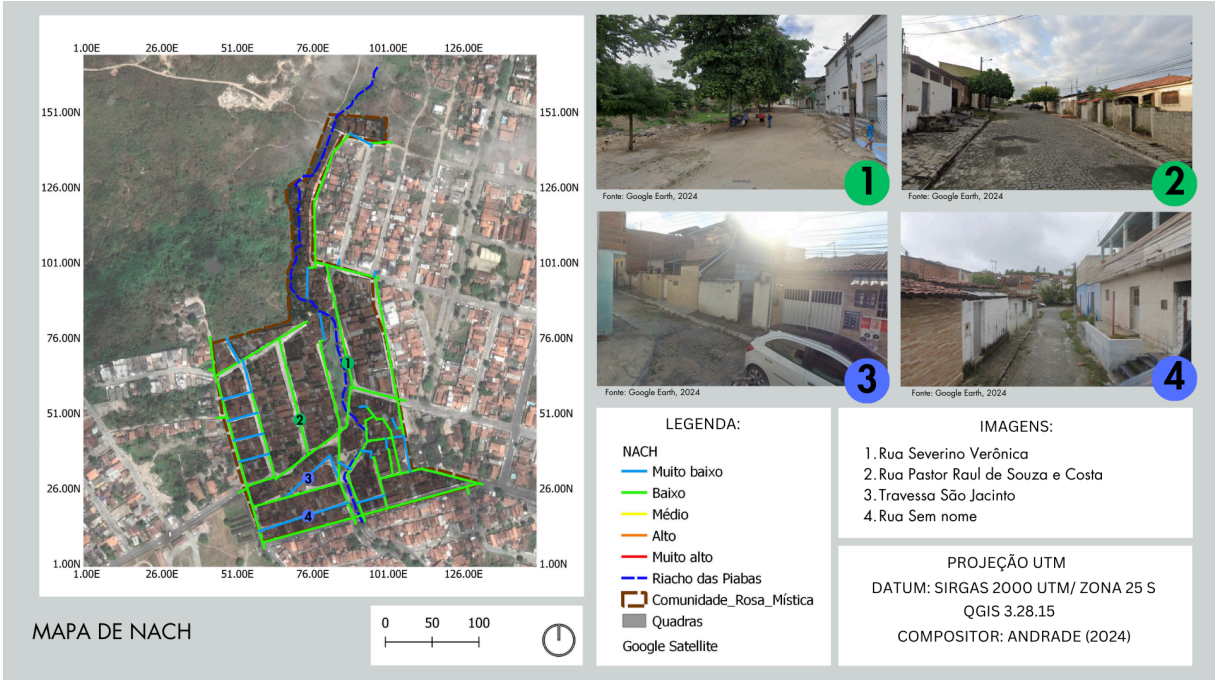 1.00E 26.00E 51.00E 76.00E 101.00E 126.00E
151.00N 151.00N
126.00N 126.00N
101.00N 101.00N
76.00N 76.00N
51.00N 51.00N
26.00N 26.00N
1.00N 1.00N
1.00E 26.00E 51.00E 76.00E 101.00E 126.00E
1
2
3
4
MAPA DE NACH
0 50 100
1
Fonte: Google Earth, 2024
2
Fonte: Google Earth, 2024
3
Fonte: Google Earth, 2024
4
Fonte: Google Earth, 2024
LEGENDA:
NACH
Muito baixo
Baixo
Médio
Alto
Muito alto
Riacho das Piabas
Comunidade_Rosa_Mística
Quadras
Google Satellite
IMAGENS:
1.Rua Severino Verônica
2.Rua Pastor Raul de Souza e Costa
3.Travessa São Jacinto
4.Rua Sem nome
PROJEÇÃO UTM
DATUM: SIRGAS 2000 UTM/ ZONA 25 S
QGIS 3.28.15
COMPOSITOR: ANDRADE (2024)